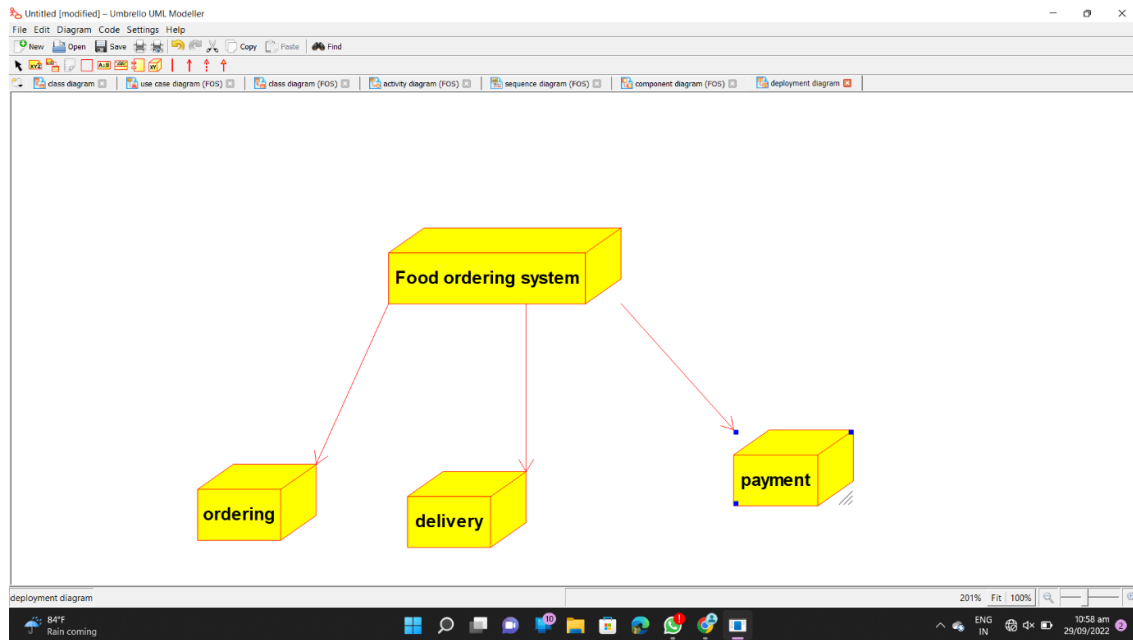 Untitled [modified] – Umbrello UML Modeller
File Edit Diagram Code Settings Help
New Open Save Copy Paste Find
class diagram use case diagram (FOS) class diagram (FOS) activity diagram (FOS) sequence diagram (FOS) component diagram (FOS) deployment diagram
Food ordering system
payment
ordering
delivery
deployment diagram 201% Fit 100%
84°F ENG 10:58 am
Rain coming IN 29/09/2022
10
2